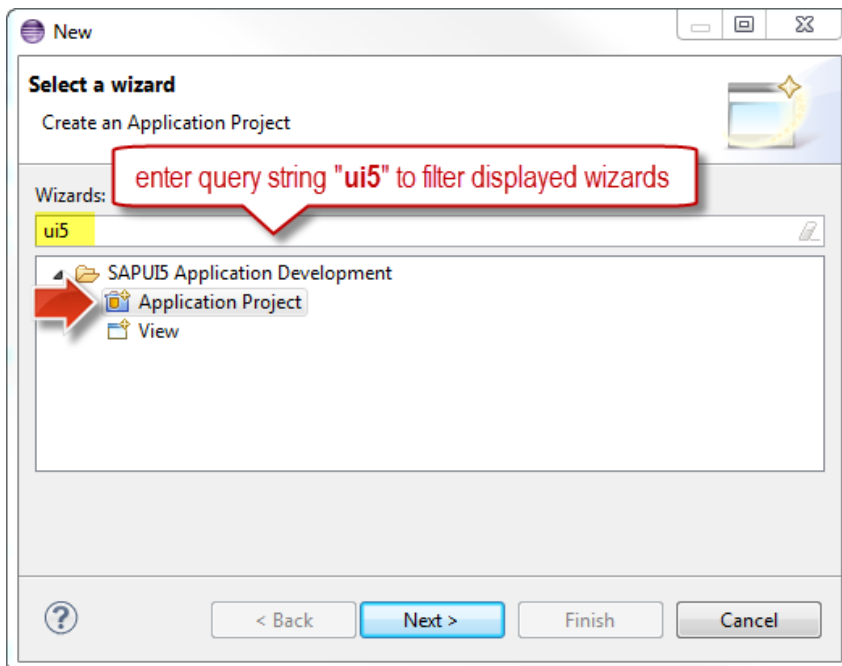 New
Select a wizard
Create an Application Project
enter query string "ui5" to filter displayed wizards
Wizards:
ui5
SAPUI5 Application Development
Application Project
View
< Back
Next >
Finish
Cancel